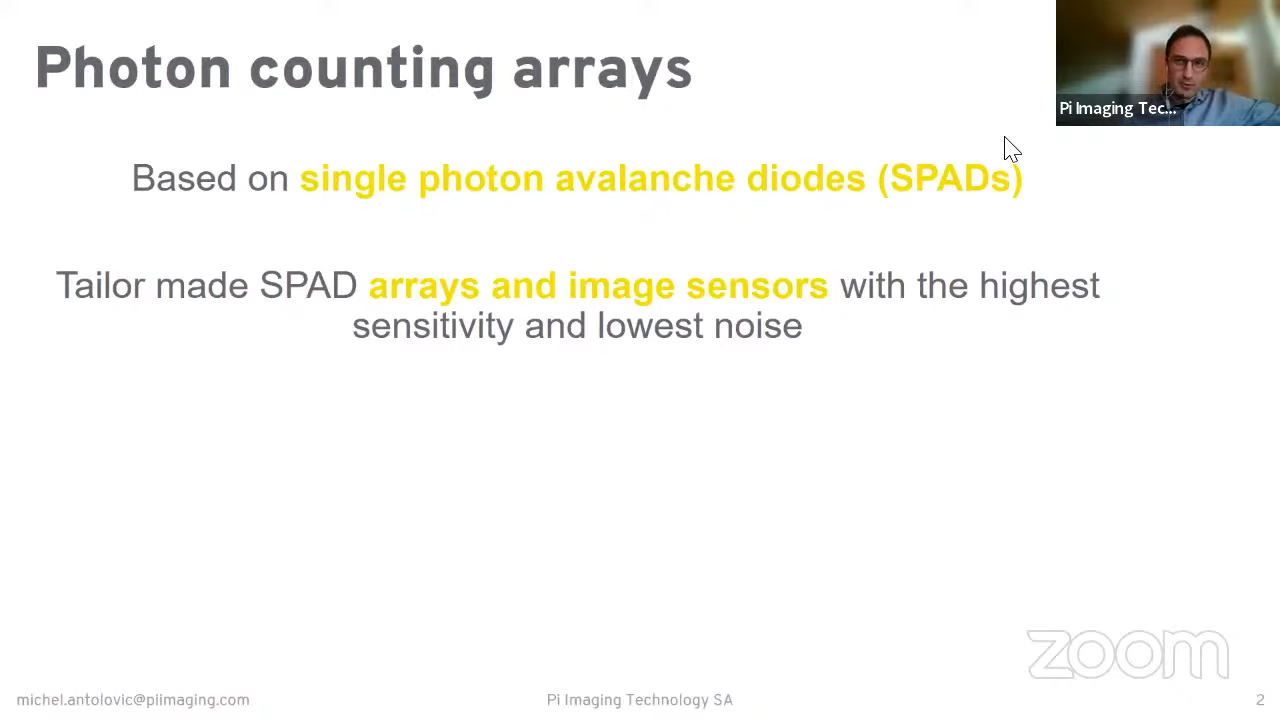 Photon counting arrays
Pi Imaging Tec...
Based on single photon avalanche diodes (SPADs)
Tailor made SPAD arrays and image sensors with the highest
sensitivity and lowest noise
zoom
michel.antolovic@piimaging.com
Pi Imaging Technology SA
2